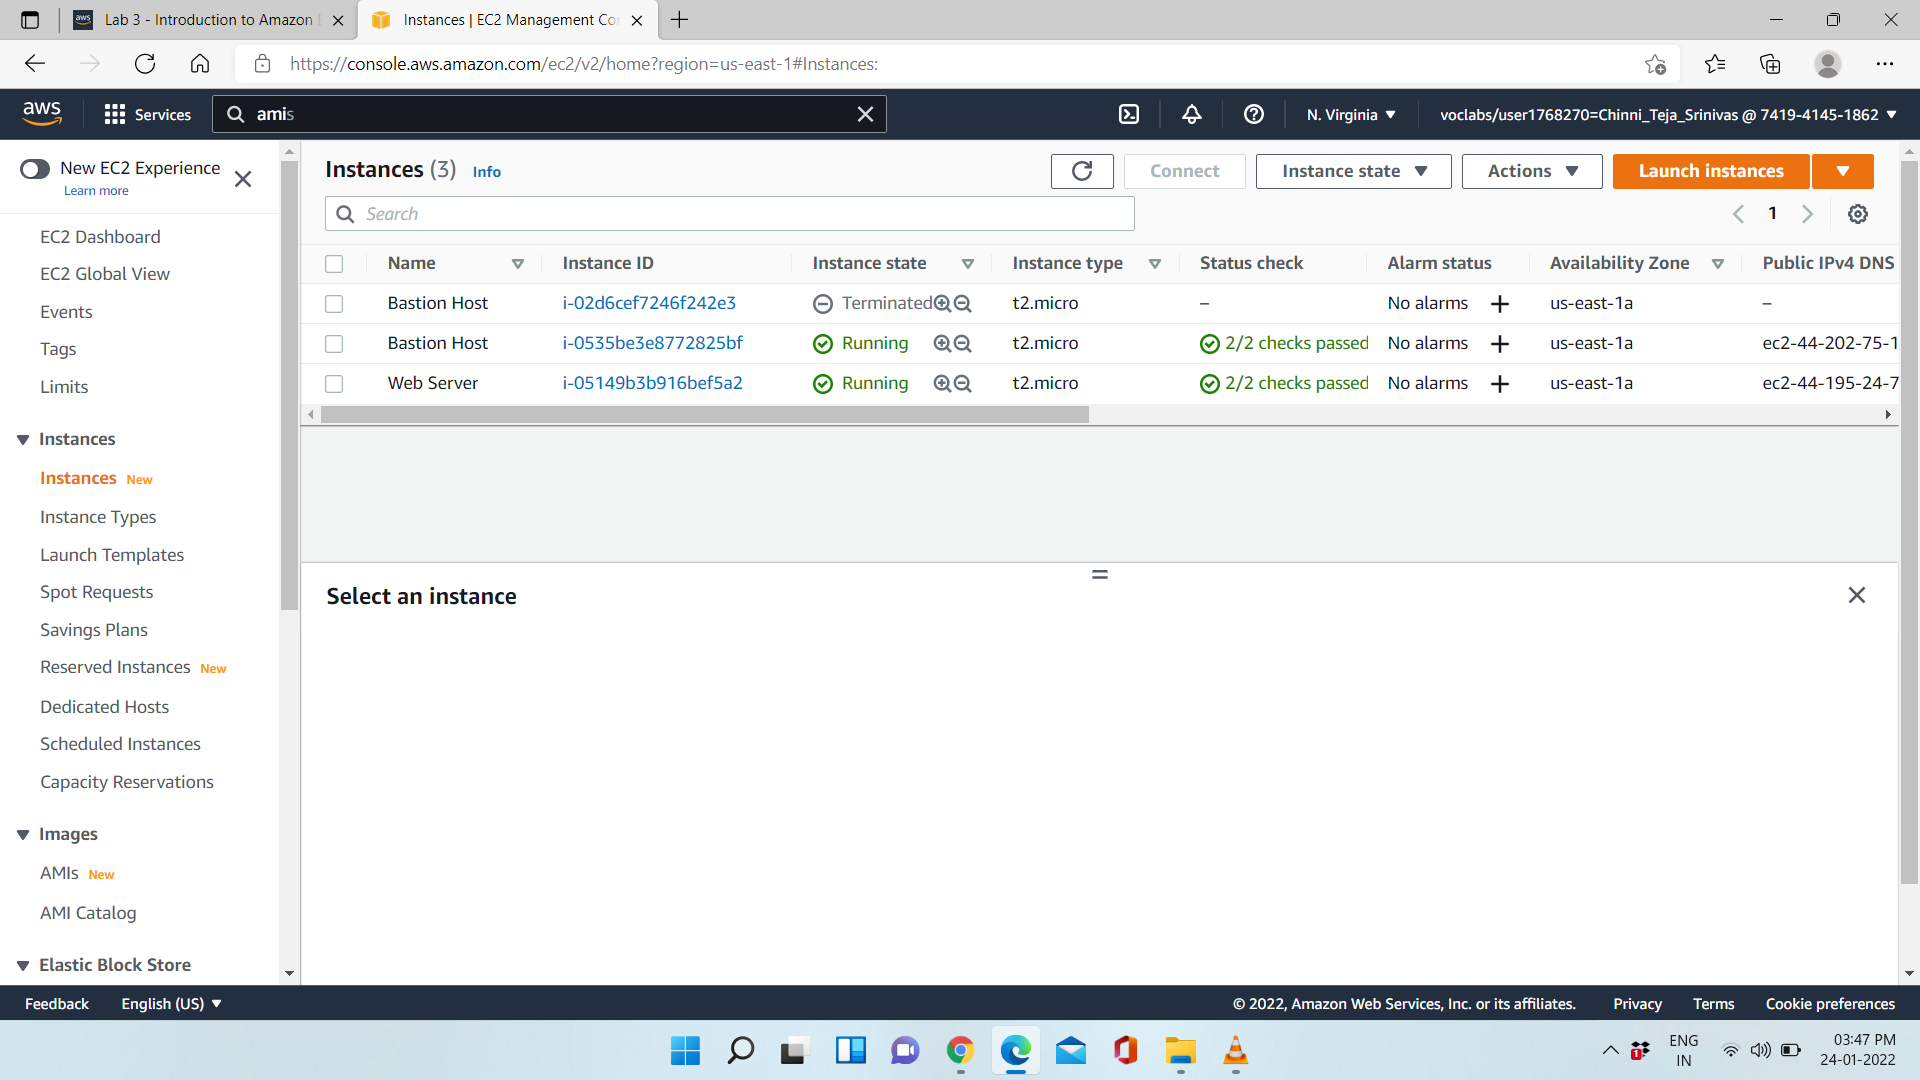 Lab 3 - Introduction to Amazon
Instances | EC2 Management Co
https://console.aws.amazon.com/ec2/v2/home?region=us-east-1#Instances:
aws
Services
amis
N. Virginia
voclabs/user1768270=Chinni_Teja_Srinivas @ 7419-4145-1862
New EC2 Experience
Learn more
EC2 Dashboard
EC2 Global View
Events
Tags
Limits
Instances
Instances New
Instance Types
Launch Templates
Spot Requests
Savings Plans
Reserved Instances New
Dedicated Hosts
Scheduled Instances
Capacity Reservations
Images
AMIs New
AMI Catalog
Elastic Block Store
Instances (3) Info
Connect
Instance state
Actions
Launch instances
Search
1
Name Instance ID Instance state Instance type Status check Alarm status Availability Zone Public IPv4 DNS
Bastion Host i-02d6cef7246f242e3 Terminated t2.micro – No alarms + us-east-1a –
Bastion Host i-0535be3e8772825bf Running t2.micro 2/2 checks passed No alarms + us-east-1a ec2-44-202-75-1
Web Server i-05149b3b916bef5a2 Running t2.micro 2/2 checks passed No alarms + us-east-1a ec2-44-195-24-7
Select an instance
Feedback English (US) © 2022, Amazon Web Services, Inc. or its affiliates. Privacy Terms Cookie preferences
1
ENG
IN
03:47 PM
24-01-2022